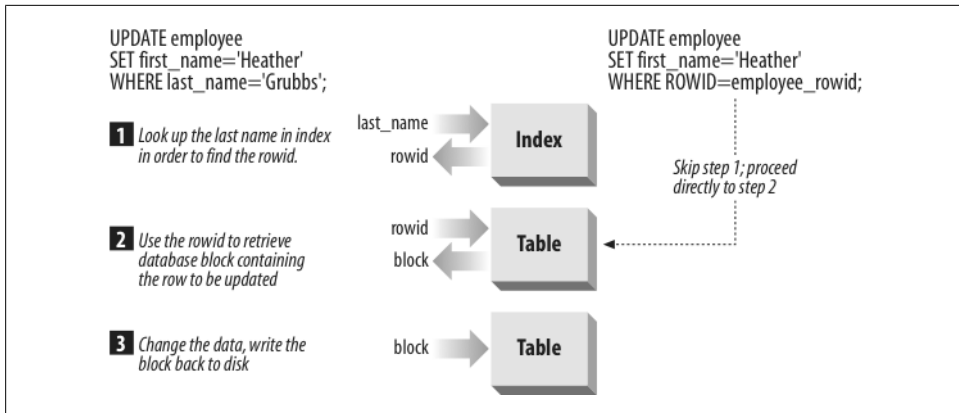 UPDATE employee
SET first_name='Heather'
WHERE last_name='Grubbs';
UPDATE employee
SET first_name='Heather'
WHERE ROWID=employee_rowid;
1 Look up the last name in index
in order to find the rowid.
last_name
rowid
Index
Skip step 1; proceed
directly to step 2
2 Use the rowid to retrieve
database block containing
the row to be updated
rowid
block
Table
3 Change the data, write the
block back to disk
block
Table